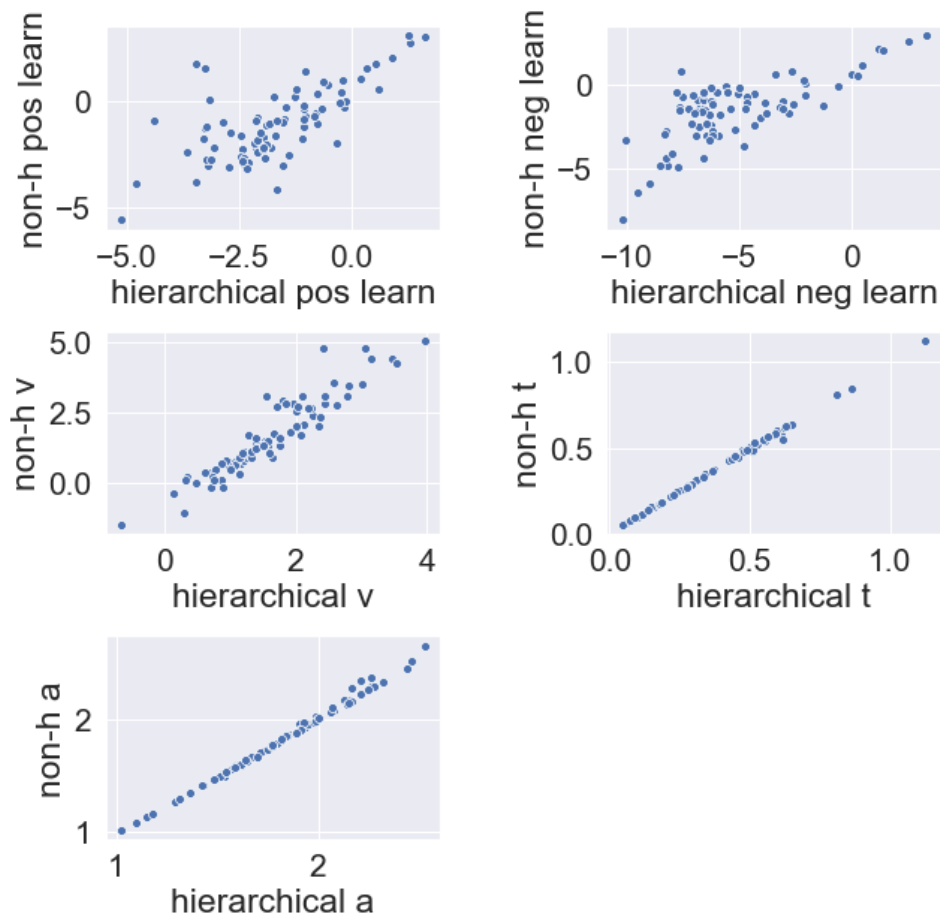 non-h pos learn
0
−5
−5.0
−2.5
0.0
hierarchical pos learn
non-h neg learn
0
−5
−10
−5
0
hierarchical neg learn
non-h v
5.0
2.5
0.0
0
2
4
hierarchical v
non-h t
1.0
0.5
0.0
0.0
0.5
1.0
hierarchical t
non-h a
2
1
1
2
hierarchical a